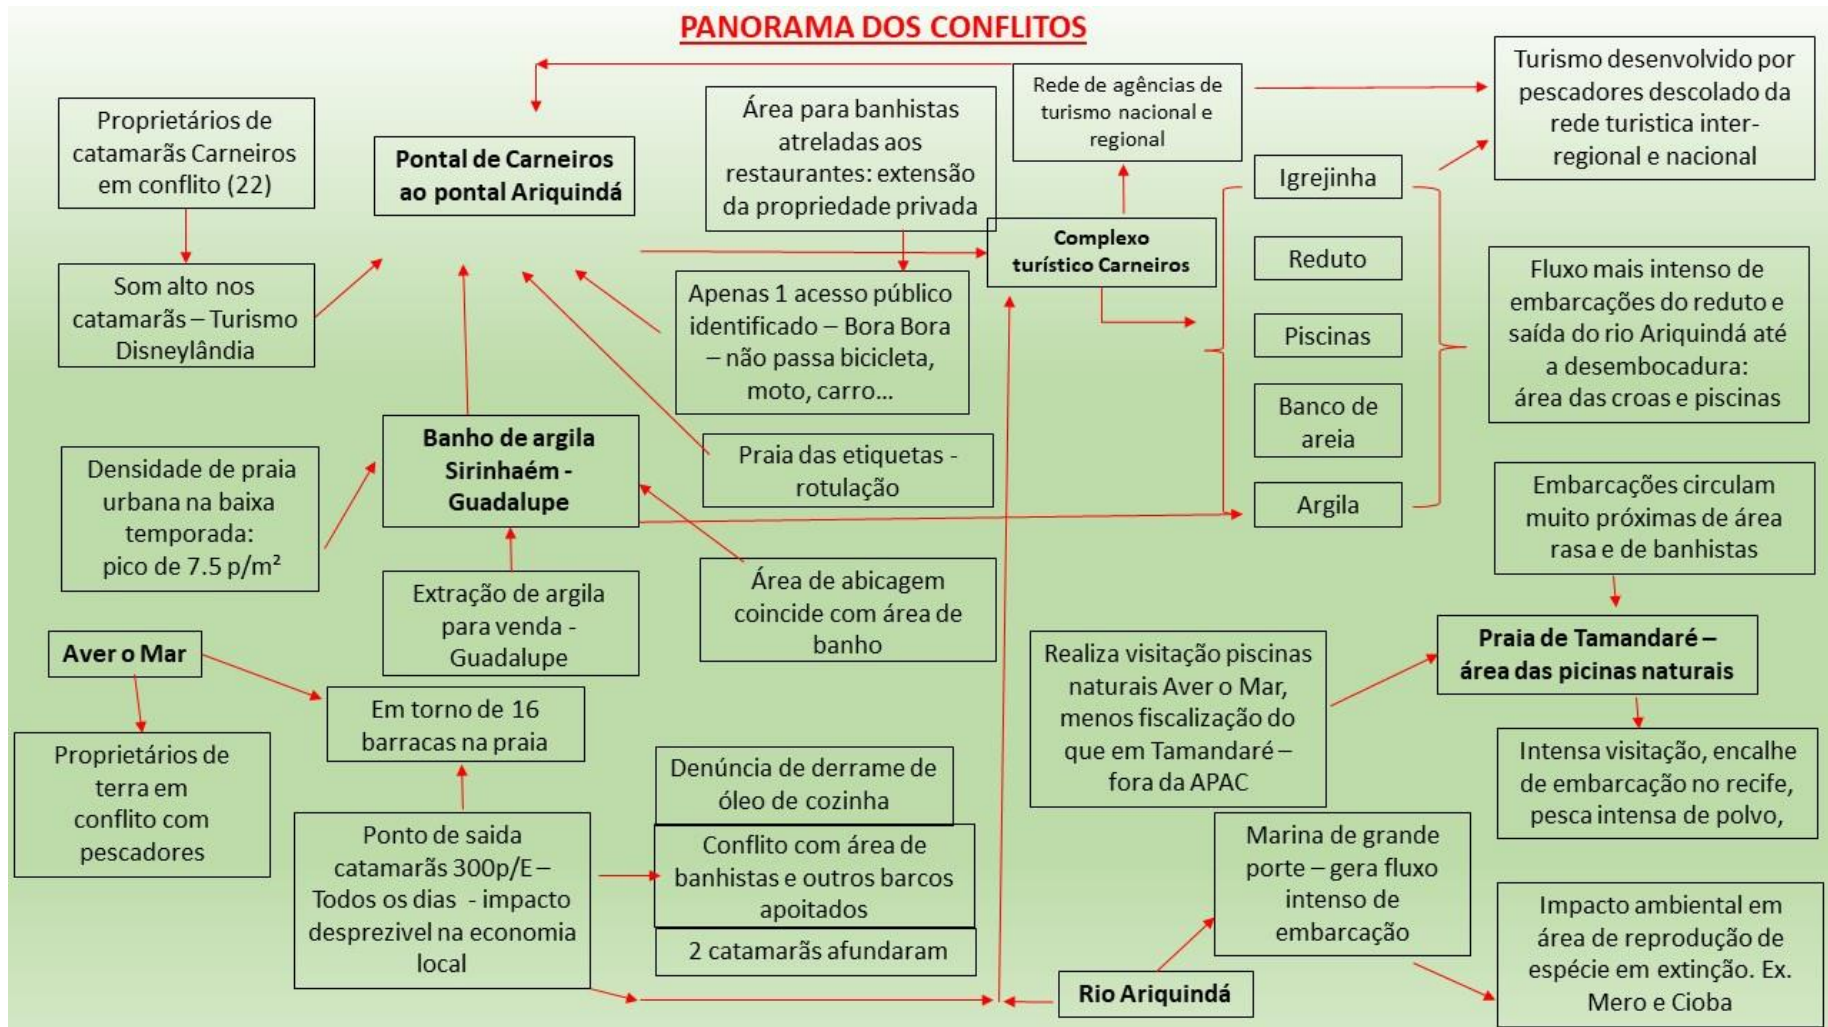 PANORAMA DOS CONFLITOS
Proprietários de
catamarãs Carneiros
em conflito (22)
Som alto nos
catamarãs – Turismo
Disneylândia
Pontal de Carneiros
ao pontal Ariquindá
Área para banhistas
atreladas aos
restaurantes: extensão
da propriedade privada
Rede de agências de
turismo nacional e
regional
Turismo desenvolvido por
pescadores descolado da
rede turistica inter-
regional e nacional
Complexo
turístico Carneiros
Igrejinha
Reduto
Piscinas
Banco de
areia
Argila
Fluxo mais intenso de
embarcações do reduto e
saída do rio Ariquindá até
a desembocadura:
área das croas e piscinas
Apenas 1 acesso público
identificado – Bora Bora
– não passa bicicleta,
moto, carro...
Praia das etiquetas -
rotulação
Banho de argila
Sirinhaém -
Guadalupe
Densidade de praia
urbana na baixa
temporada:
pico de 7.5 p/m²
Extração de argila
para venda -
Guadalupe
Área de abicagem
coincide com área de
banho
Embarcações circulam
muito próximas de área
rasa e de banhistas
Praia de Tamandaré –
área das picinas naturais
Realiza visitação piscinas
naturais Aver o Mar,
menos fiscalização do
que em Tamandaré –
fora da APAC
Intensa visitação, encalhe
de embarcação no recife,
pesca intensa de polvo,
Aver o Mar
Proprietários de
terra em
conflito com
pescadores
Em torno de 16
barracas na praia
Ponto de saida
catamarãs 300p/E –
Todos os dias - impacto
desprezivel na economia
local
Denúncia de derrame de
óleo de cozinha
Conflito com área de
banhistas e outros barcos
apoitados
2 catamarãs afundaram
Marina de grande
porte – gera fluxo
intenso de
embarcação
Rio Ariquindá
Impacto ambiental em
área de reprodução de
espécie em extinção. Ex.
Mero e Cioba